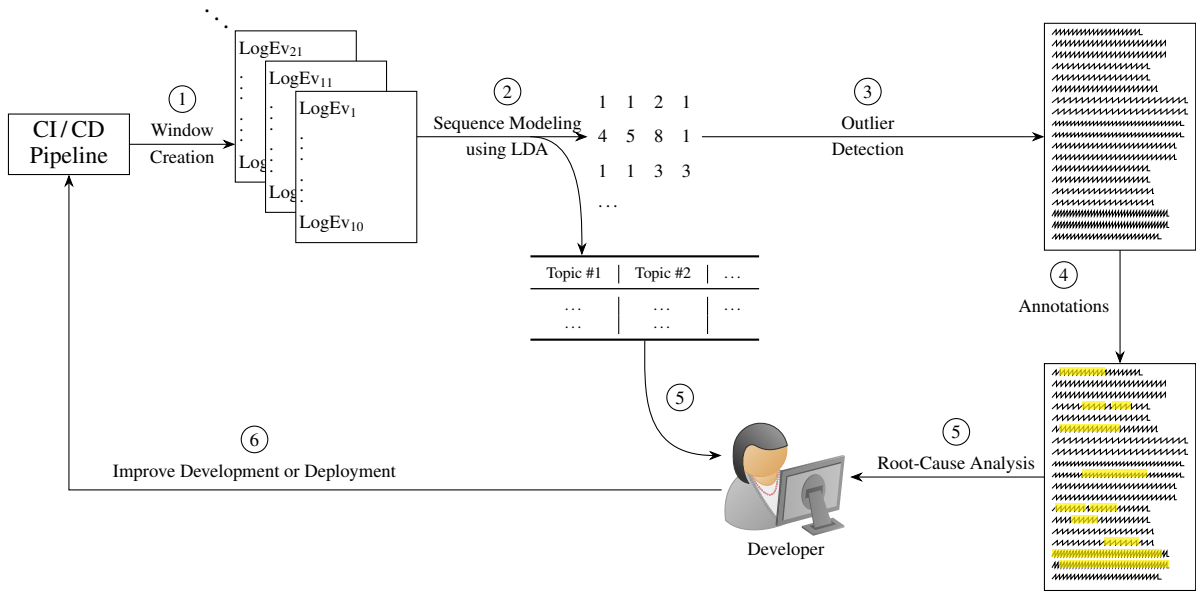 . . .
LogEv21
.
.
.
LogEv11
.
.
.
LogEv1
.
.
.
.
.
LogEv10
Log
Log
CI / CD
Pipeline
1
Window
Creation
2
Sequence Modeling
using LDA
1 1 2 1
4 5 8 1
1 1 3 3
...
3
Outlier
Detection
Topic #1 Topic #2 ...
... ... ...
... ...
4
Annotations
5
5
Root-Cause Analysis
6
Improve Development or Deployment
Developer